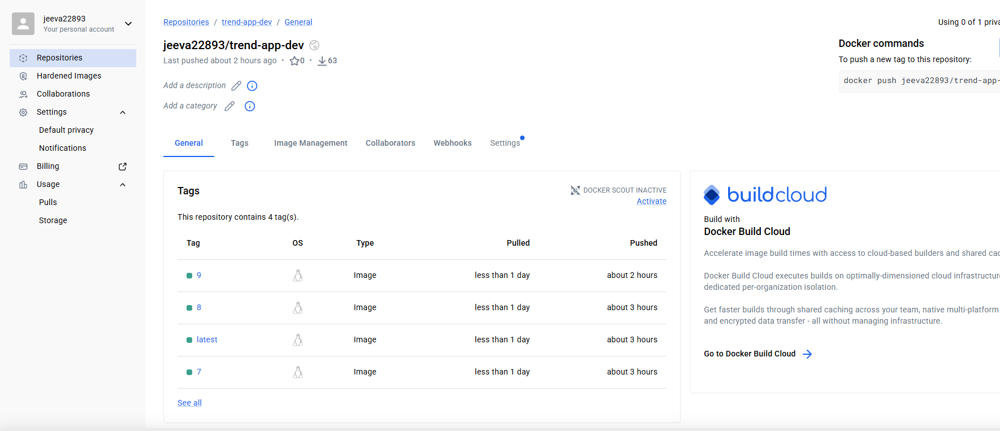 jeeva22893
Your personal account
Repositories
Hardened Images
Collaborations
Settings
Default privacy
Notifications
Billing
Usage
Pulls
Storage
Repositories / trend-app-dev / General
Using 0 of 1 priva
jeeva22893/trend-app-dev
Last pushed about 2 hours ago • 0 • 63
Add a description
Add a category
Docker commands
To push a new tag to this repository:
docker push jeeva22893/trend-app-
General Tags Image Management Collaborators Webhooks Settings
Tags
DOCKER SCOUT INACTIVE
Activate
This repository contains 4 tag(s).
Tag OS Type Pulled Pushed
9 Image less than 1 day about 2 hours
8 Image less than 1 day about 3 hours
latest Image less than 1 day about 3 hours
7 Image less than 1 day about 3 hours
See all
buildcloud
Build with
Docker Build Cloud
Accelerate image build times with access to cloud-based builders and shared cac
Docker Build Cloud executes builds on optimally-dimensioned cloud infrastructure
dedicated per-organization isolation.
Get faster builds through shared caching across your team, native multi-platform
and encrypted data transfer - all without managing infrastructure.
Go to Docker Build Cloud